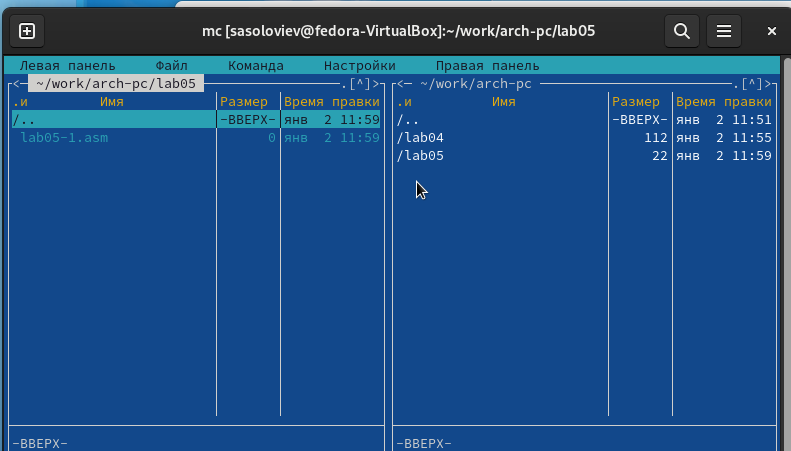 mc [sasoloviev@fedora-VirtualBox]:~/work/arch-pc/lab05
Левая панель Файл Команда Настройки Правая панель
<─ ~/work/arch-pc/lab05 .[^]> <─ ~/work/arch-pc .[^]>
.и Имя Размер Время правки .и Имя Размер Время правки
/.. -ВВЕРХ- янв 2 11:59 /.. -ВВЕРХ- янв 2 11:51
lab05-1.asm 0 янв 2 11:59 /lab04 112 янв 2 11:55
/lab05 22 янв 2 11:59
-ВВЕРХ- -ВВЕРХ-